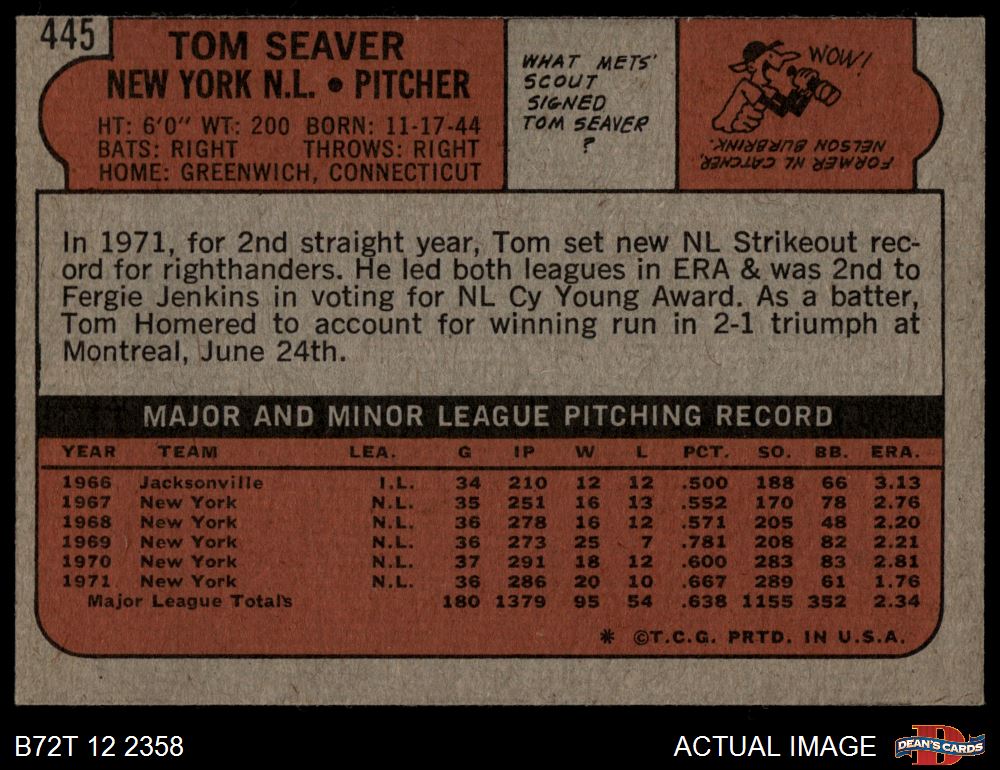 445
TOM SEAVER
NEW YORK N.L. • PITCHER
HT: 6'0" WT: 200 BORN: 11-17-44
BATS: RIGHT THROWS: RIGHT
HOME: GREENWICH, CONNECTICUT
WHAT METS'
SCOUT
SIGNED
TOM SEAVER
?
WOW!
FORMER NL CATCHER,
NELSON BURBRINK.
In 1971, for 2nd straight year, Tom set new NL Strikeout rec-
ord for righthanders. He led both leagues in ERA & was 2nd to
Fergie Jenkins in voting for NL Cy Young Award. As a batter,
Tom Homered to account for winning run in 2-1 triumph at
Montreal, June 24th.
MAJOR AND MINOR LEAGUE PITCHING RECORD
YEAR TEAM LEA. G IP W L PCT. SO. BB. ERA.
1966 Jacksonville I.L. 34 210 12 12 .500 188 66 3.13
1967 New York N.L. 35 251 16 13 .552 170 78 2.76
1968 New York N.L. 36 278 16 12 .571 205 48 2.20
1969 New York N.L. 36 273 25 7 .781 208 82 2.21
1970 New York N.L. 37 291 18 12 .600 283 83 2.81
1971 New York N.L. 36 286 20 10 .667 289 61 1.76
Major League Totals 180 1379 95 54 .638 1155 352 2.34
* ©T.C.G. PRTD. IN U.S.A.
B72T 12 2358
ACTUAL IMAGE
D
DEAN'S CARDS